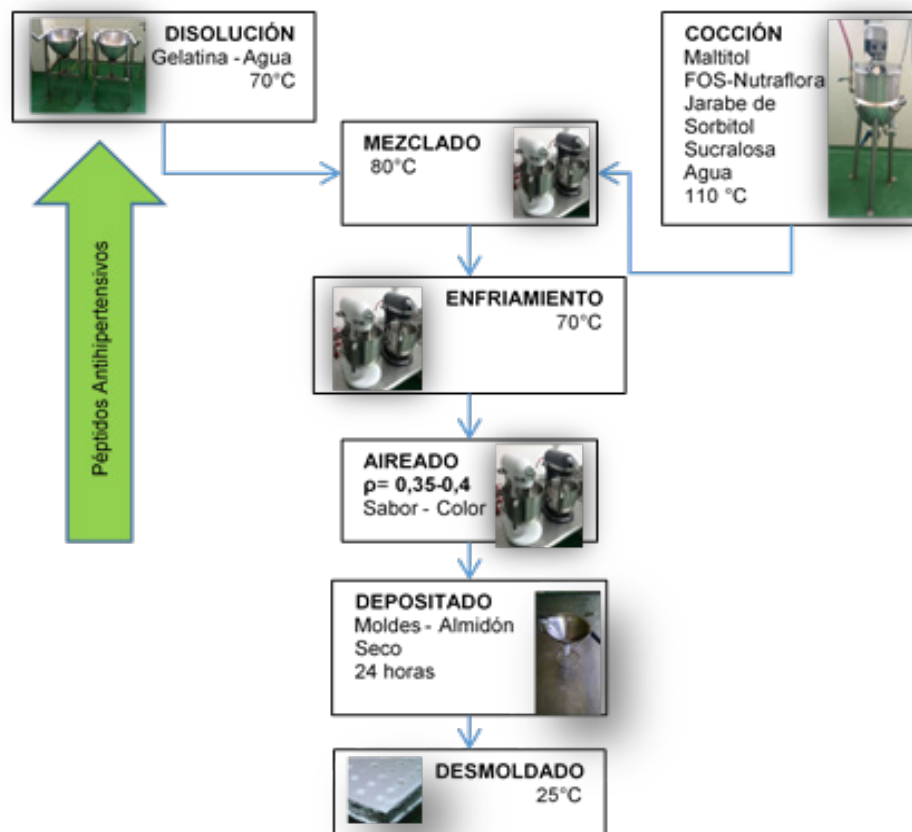 DISOLUCIÓN
Gelatina - Agua
70°C
COCCIÓN
Maltitol
FOS-Nutraflora
Jarabe de
Sorbitol
Sucralosa
Agua
110 °C
MEZCLADO
80°C
Péptidos Antihipertensivos
ENFRIAMIENTO
70°C
AIREADO
ρ= 0,35-0,4
Sabor - Color
DEPOSITADO
Moldes - Almidón
Seco
24 horas
DESMOLDADO
25°C